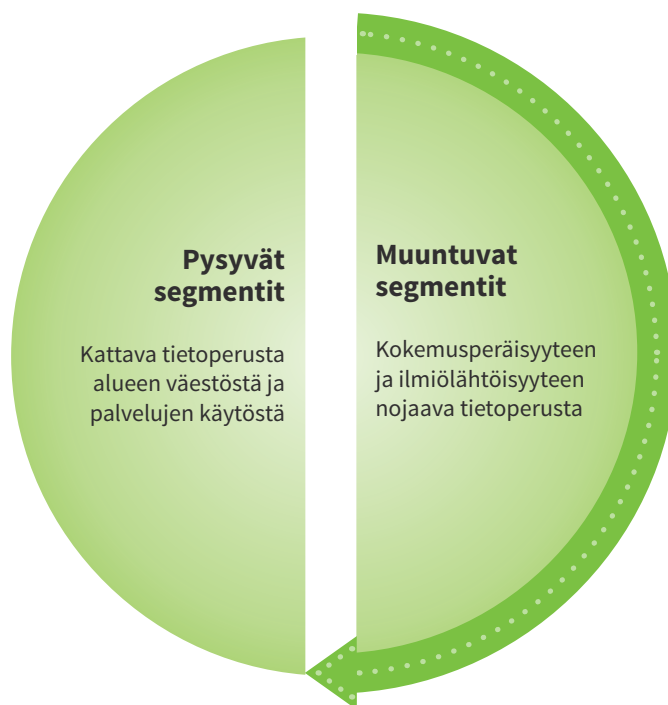 Pysyvät
segmentit
Kattava tietoperusta
alueen väestöstä ja
palvelujen käytöstä
Muuntuvat
segmentit
Kokemusperäisyyteen
ja ilmiölähtöisyyteen
nojaava tietoperusta